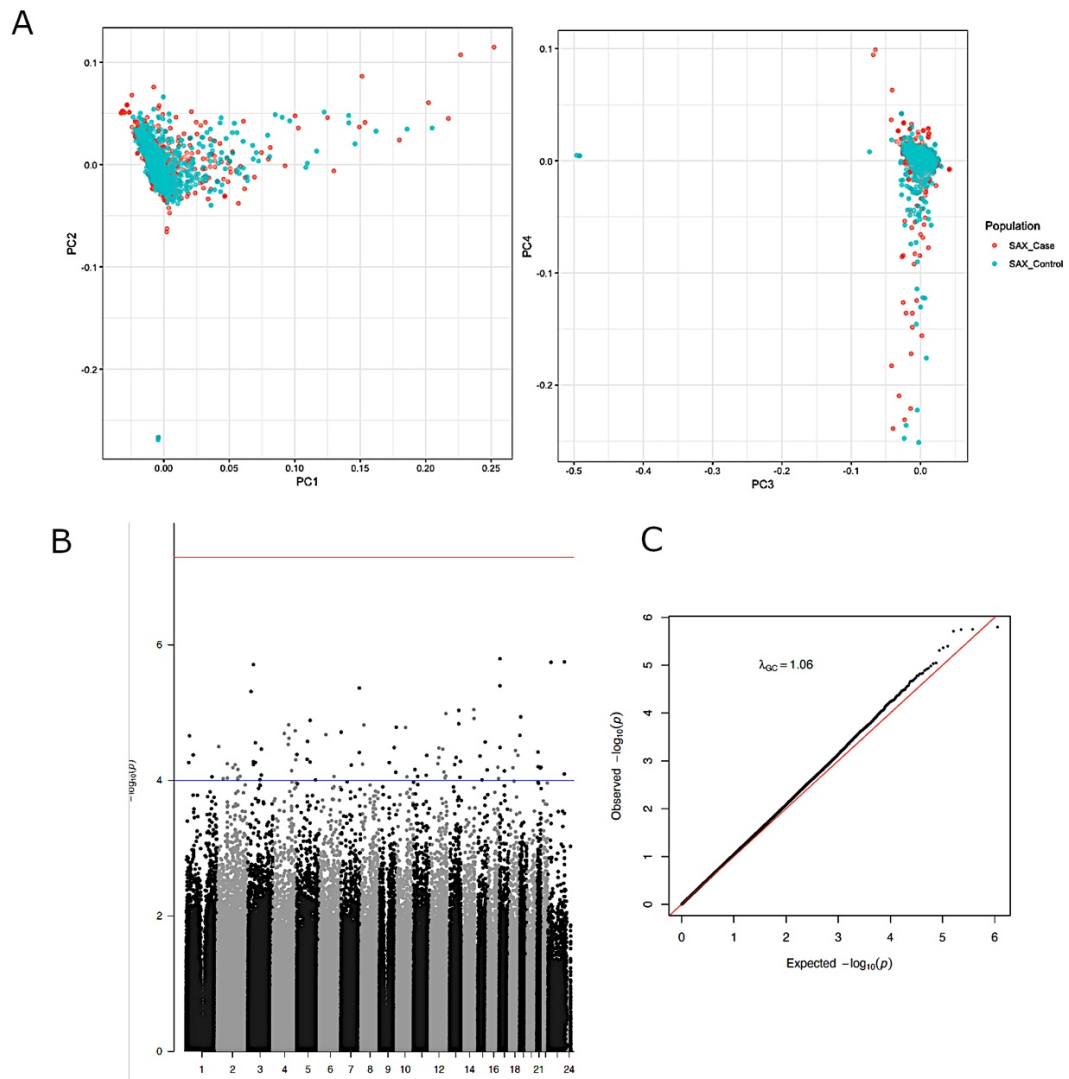 A
0.1
0.0
-0.1
-0.2
PC2
0.00
0.05
0.10
0.15
0.20
0.25
PC1
0.1
0.0
-0.1
-0.2
PC4
-0.5
-0.4
-0.3
-0.2
-0.1
0.0
PC3
Population
SAX_Case
SAX_Control
B
6
4
2
0
-log10(p)
1 2 3 4 5 6 7 8 9 10 12 14 16 18 21 24
C
6
5
4
3
2
1
0
Observed −log10(p)
λGC = 1.06
0 1 2 3 4 5 6
Expected −log10(p)